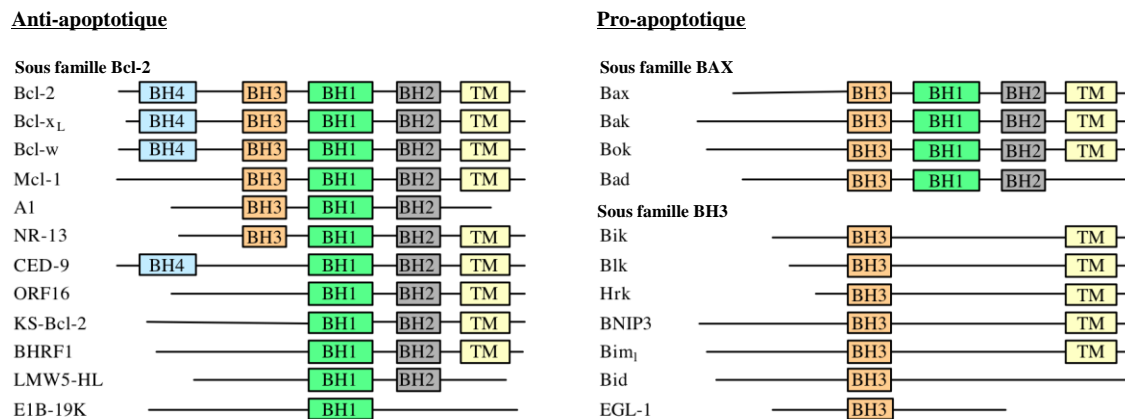 Anti-apoptotique
Sous famille Bcl-2
Bcl-2 BH4 BH3 BH1 BH2 TM
Bcl-xL BH4 BH3 BH1 BH2 TM
Bcl-w BH4 BH3 BH1 BH2 TM
Mcl-1 BH3 BH1 BH2 TM
A1 BH3 BH1 BH2
NR-13 BH3 BH1 BH2 TM
CED-9 BH4 BH1 BH2 TM
ORF16 BH1 BH2 TM
KS-Bcl-2 BH1 BH2 TM
BHRF1 BH1 BH2 TM
LMW5-HL BH1 BH2
E1B-19K BH1
Pro-apoptotique
Sous famille BAX
Bax BH3 BH1 BH2 TM
Bak BH3 BH1 BH2 TM
Bok BH3 BH1 BH2 TM
Bad BH3 BH1 BH2
Sous famille BH3
Bik BH3 TM
Blk BH3 TM
Hrk BH3 TM
BNIP3 BH3 TM
Biml BH3 TM
Bid BH3
EGL-1 BH3